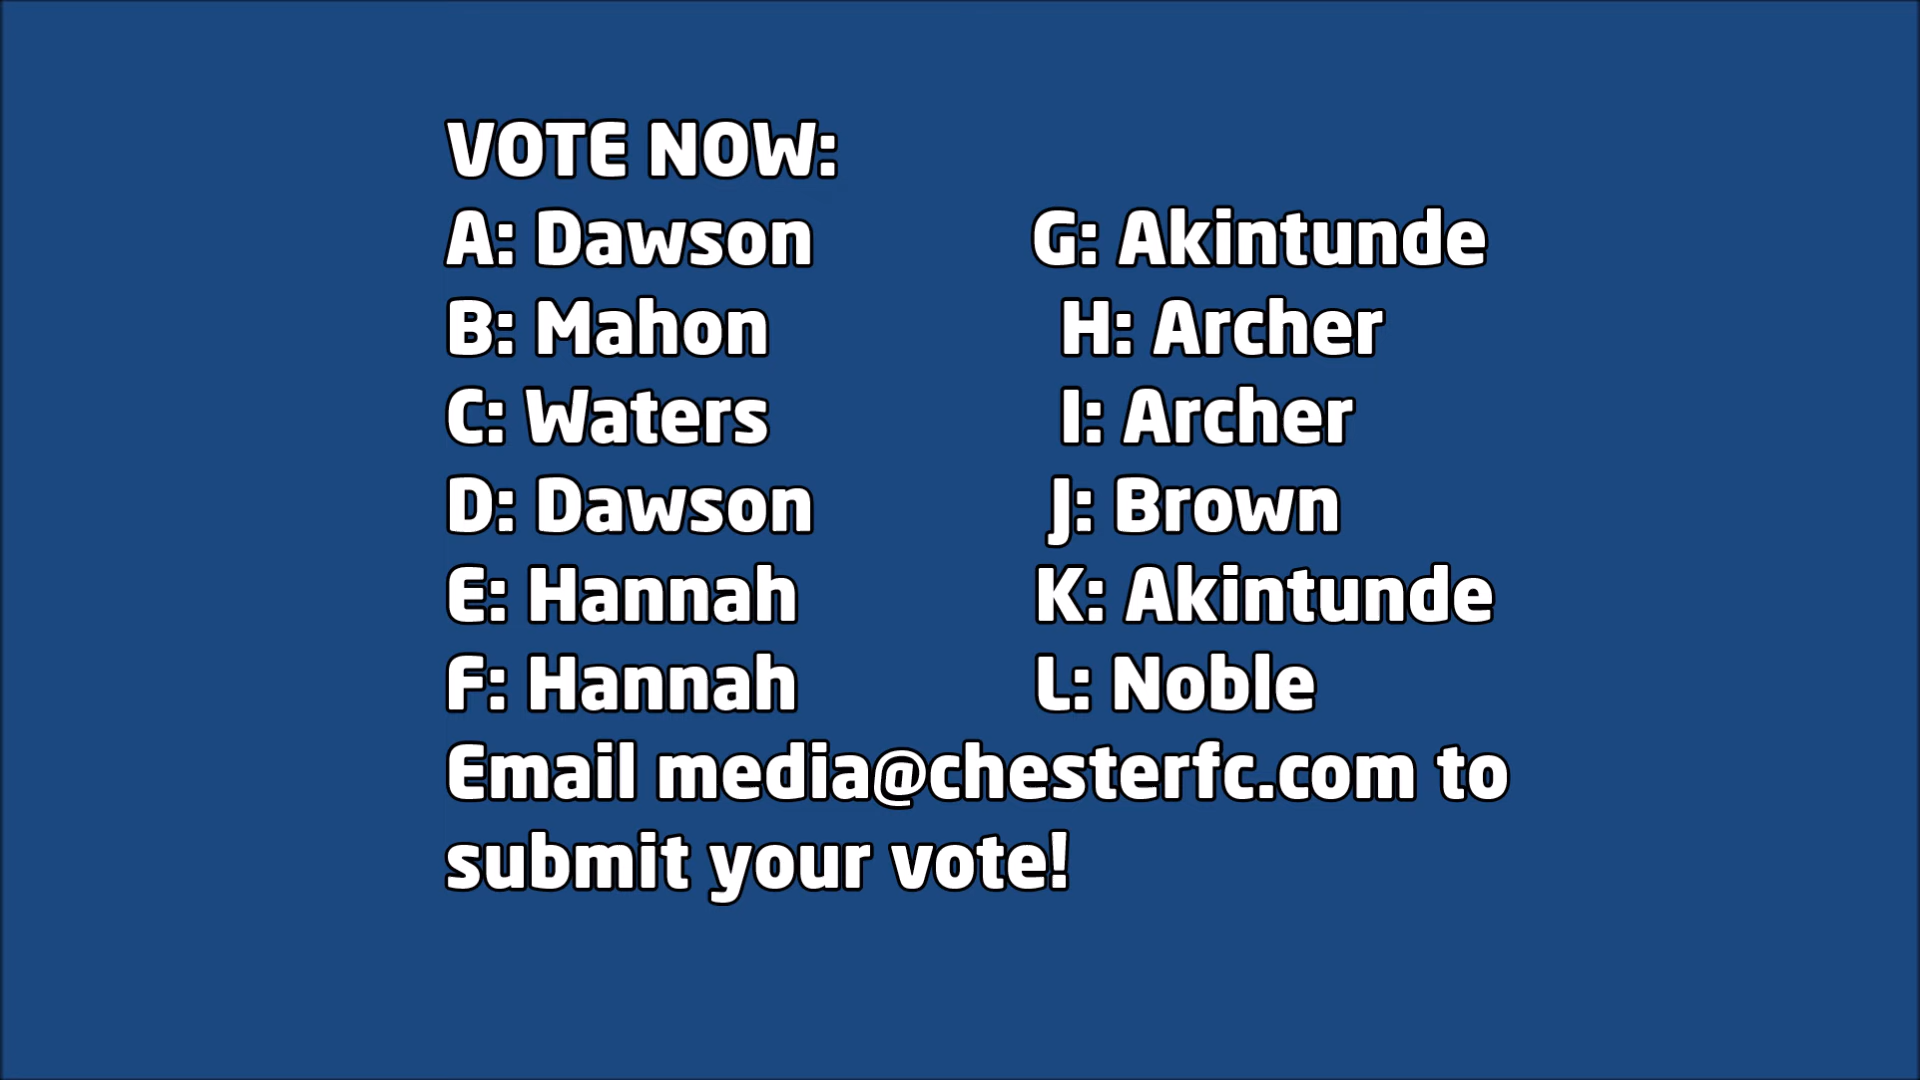 VOTE NOW:
A: Dawson G: Akintunde
B: Mahon H: Archer
C: Waters I: Archer
D: Dawson J: Brown
E: Hannah K: Akintunde
F: Hannah L: Noble
Email media@chesterfc.com to
submit your vote!